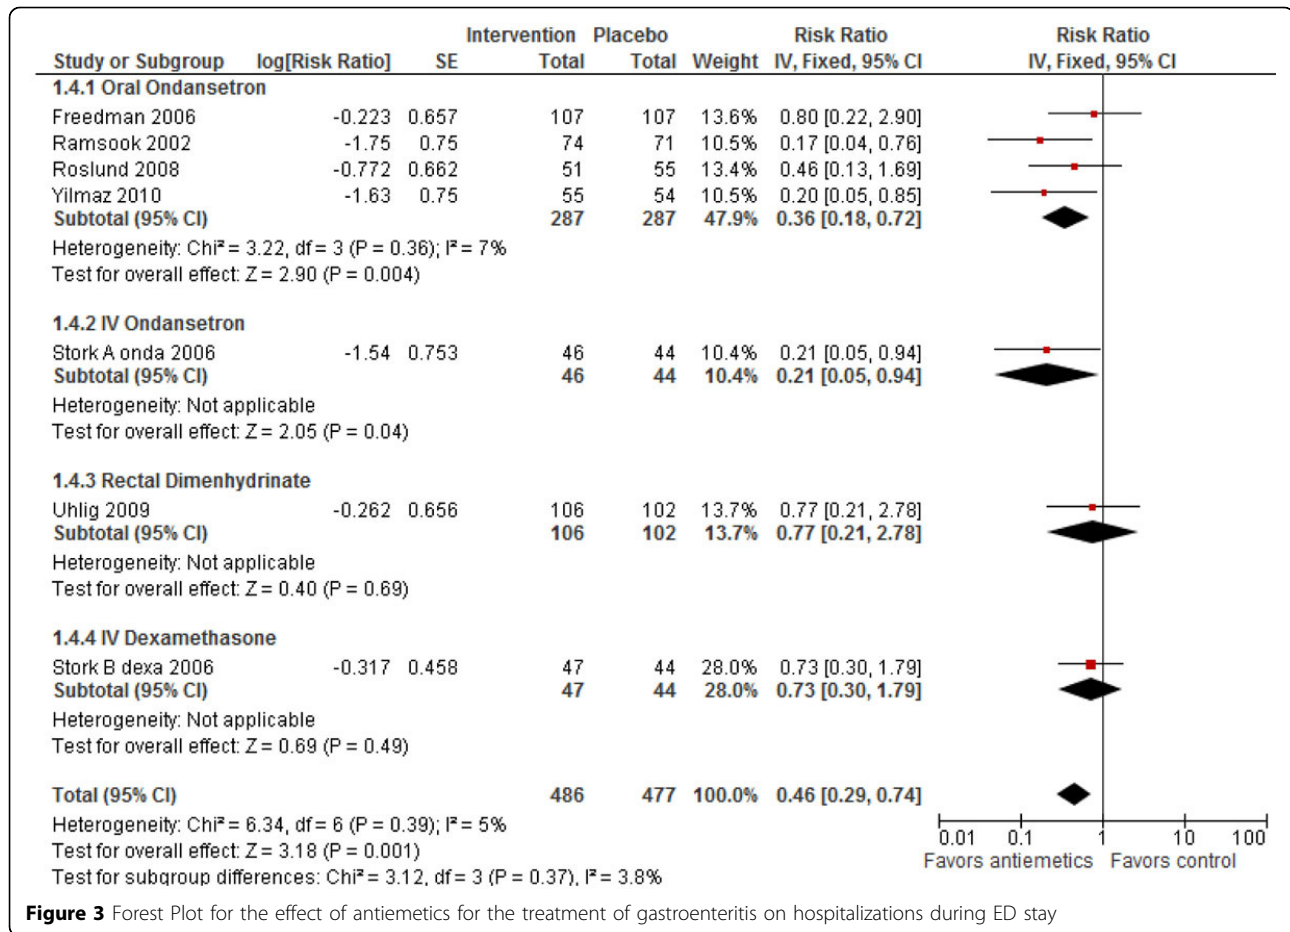 Intervention Placebo Risk Ratio Risk Ratio
Study or Subgroup log[Risk Ratio] SE Total Total Weight IV, Fixed, 95% CI IV, Fixed, 95% CI
1.4.1 Oral Ondansetron
Freedman 2006 -0.223 0.657 107 107 13.6% 0.80 [0.22, 2.90]
Ramsook 2002 -1.75 0.75 74 71 10.5% 0.17 [0.04, 0.76]
Roslund 2008 -0.772 0.662 51 55 13.4% 0.46 [0.13, 1.69]
Yilmaz 2010 -1.63 0.75 55 54 10.5% 0.20 [0.05, 0.85]
Subtotal (95% CI) 287 287 47.9% 0.36 [0.18, 0.72]
Heterogeneity: Chi² = 3.22, df = 3 (P = 0.36); I² = 7%
Test for overall effect: Z = 2.90 (P = 0.004)
1.4.2 IV Ondansetron
Stork A onda 2006 -1.54 0.753 46 44 10.4% 0.21 [0.05, 0.94]
Subtotal (95% CI) 46 44 10.4% 0.21 [0.05, 0.94]
Heterogeneity: Not applicable
Test for overall effect: Z = 2.05 (P = 0.04)
1.4.3 Rectal Dimenhydrinate
Uhlig 2009 -0.262 0.656 106 102 13.7% 0.77 [0.21, 2.78]
Subtotal (95% CI) 106 102 13.7% 0.77 [0.21, 2.78]
Heterogeneity: Not applicable
Test for overall effect: Z = 0.40 (P = 0.69)
1.4.4 IV Dexamethasone
Stork B dexa 2006 -0.317 0.458 47 44 28.0% 0.73 [0.30, 1.79]
Subtotal (95% CI) 47 44 28.0% 0.73 [0.30, 1.79]
Heterogeneity: Not applicable
Test for overall effect: Z = 0.69 (P = 0.49)
Total (95% CI) 486 477 100.0% 0.46 [0.29, 0.74]
Heterogeneity: Chi² = 6.34, df = 6 (P = 0.39); I² = 5%
Test for overall effect: Z = 3.18 (P = 0.001)
Test for subgroup differences: Chi² = 3.12, df = 3 (P = 0.37), I² = 3.8%
0.01 0.1 1 10 100
Favors antiemetics Favors control
Figure 3 Forest Plot for the effect of antiemetics for the treatment of gastroenteritis on hospitalizations during ED stay